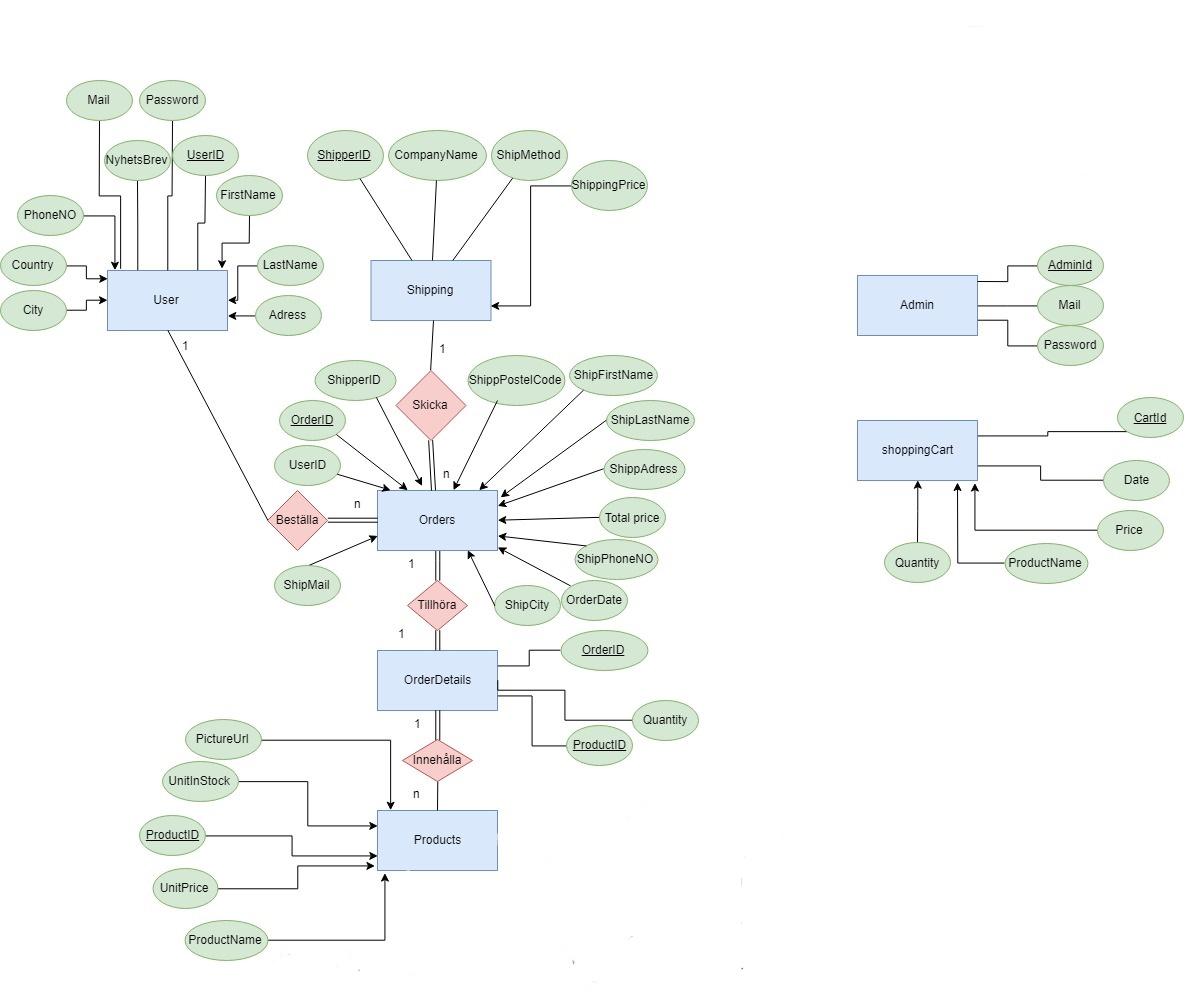 Mail
Password
NyhetsBrev
UserID
FirstName
PhoneNO
Country
City
LastName
Adress
User
1
ShipperID
CompanyName
ShipMethod
ShippingPrice
Shipping
1
Skicka
n
ShipperID
OrderID
UserID
ShippPostelCode
ShipFirstName
ShipLastName
ShippAdress
Total price
ShipPhoneNO
OrderDate
ShipCity
ShipMail
Beställa
n
Orders
1
Tillhöra
1
OrderDetails
OrderID
Quantity
ProductID
1
Innehålla
n
Products
PictureUrl
UnitInStock
ProductID
UnitPrice
ProductName
Admin
AdminId
Mail
Password
shoppingCart
CartId
Date
Price
ProductName
Quantity